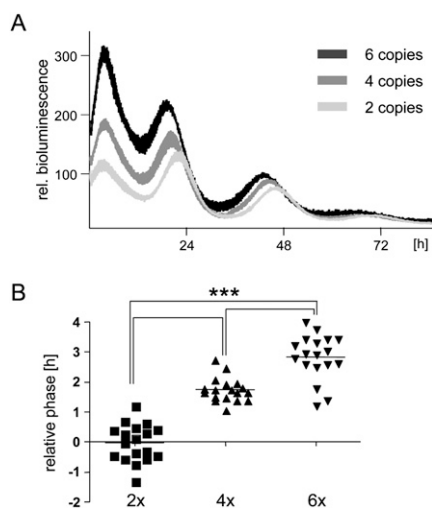 A
rel. bioluminescence
300
200
100
6 copies
4 copies
2 copies
24
48
72
[h]
B
***
relative phase [h]
4
3
2
1
0
-1
-2
2x
4x
6x